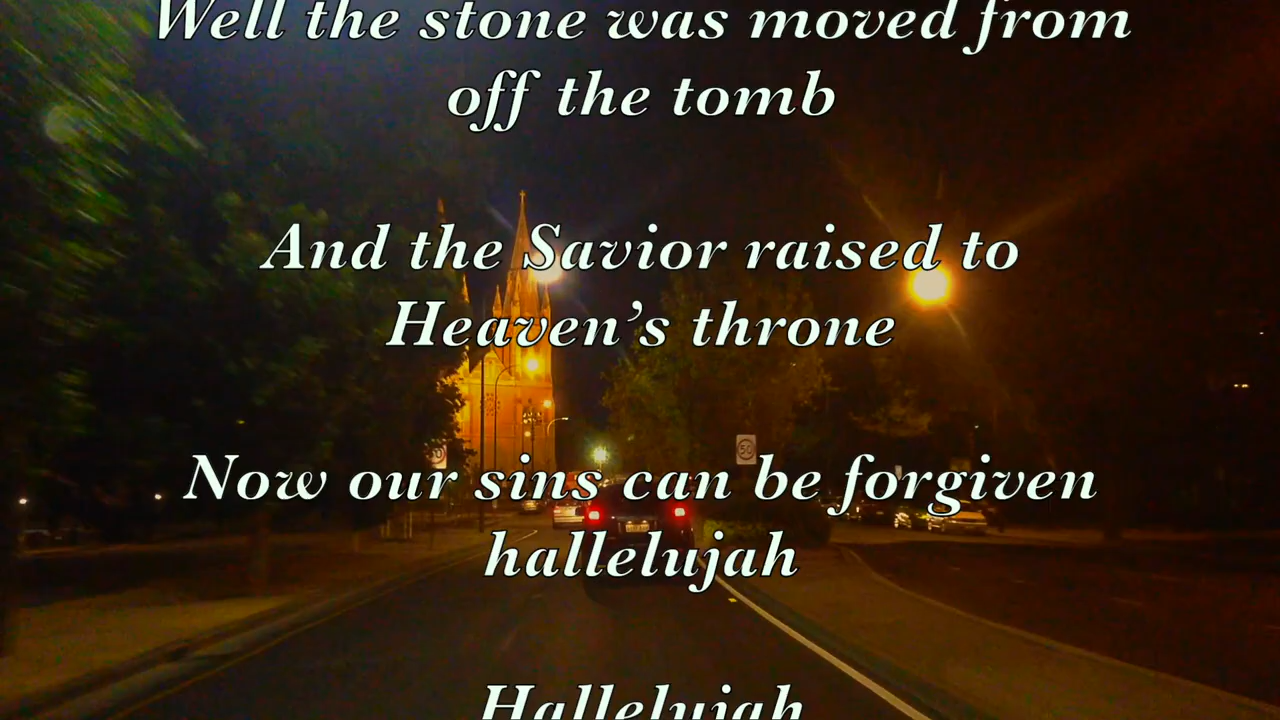 Well the stone was moved from
off the tomb
And the Savior raised to
Heaven's throne
Now our sins can be forgiven
hallelujah
Hallelujah
50